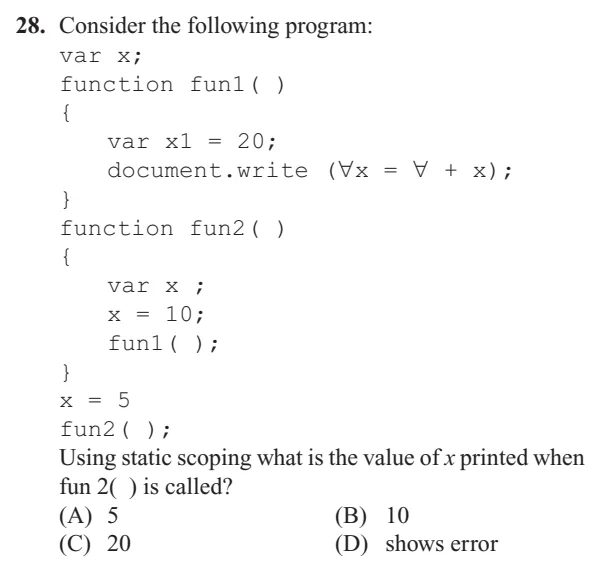 28. Consider the following program:
var x;
function fun1( )
{
var x1 = 20;
document.write (∀x = ∀ + x);
}
function fun2( )
{
var x ;
x = 10;
fun1( );
}
x = 5
fun2( );
Using static scoping what is the value of x printed when
fun 2( ) is called?
(A) 5 (B) 10
(C) 20 (D) shows error